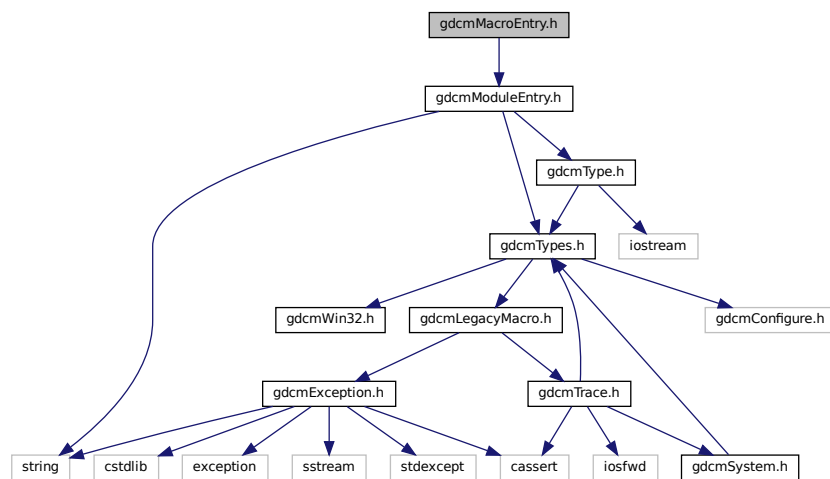 gdcmMacroEntry.h
gdcmModuleEntry.h
gdcmType.h
gdcmTypes.h
iostream
gdcmWin32.h
gdcmLegacyMacro.h
gdcmConfigure.h
gdcmException.h
gdcmTrace.h
string
cstdlib
exception
sstream
stdexcept
cassert
iosfwd
gdcmSystem.h